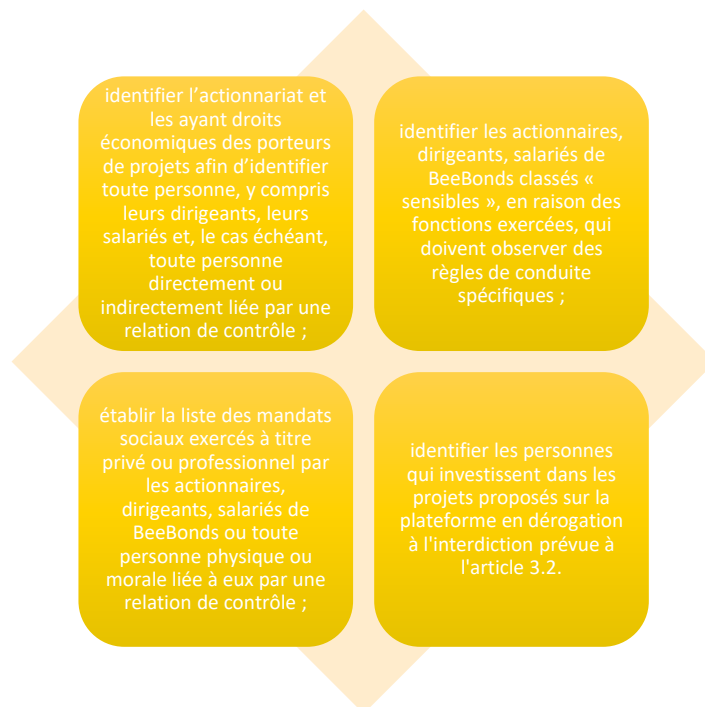 identifier l’actionnariat et
les ayant droits
économiques des porteurs
de projets afin d’identifier
toute personne, y compris
leurs dirigeants, leurs
salariés et, le cas échéant,
toute personne
directement ou
indirectement liée par une
relation de contrôle ;
identifier les actionnaires,
dirigeants, salariés de
BeeBonds classés «
sensibles », en raison des
fonctions exercées, qui
doivent observer des
règles de conduite
spécifiques ;
établir la liste des mandats
sociaux exercés à titre
privé ou professionnel par
les actionnaires,
dirigeants, salariés de
BeeBonds ou toute
personne physique ou
morale liée à eux par une
relation de contrôle ;
identifier les personnes
qui investissent dans les
projets proposés sur la
plateforme en dérogation
à l'interdiction prévue à
l'article 3.2.